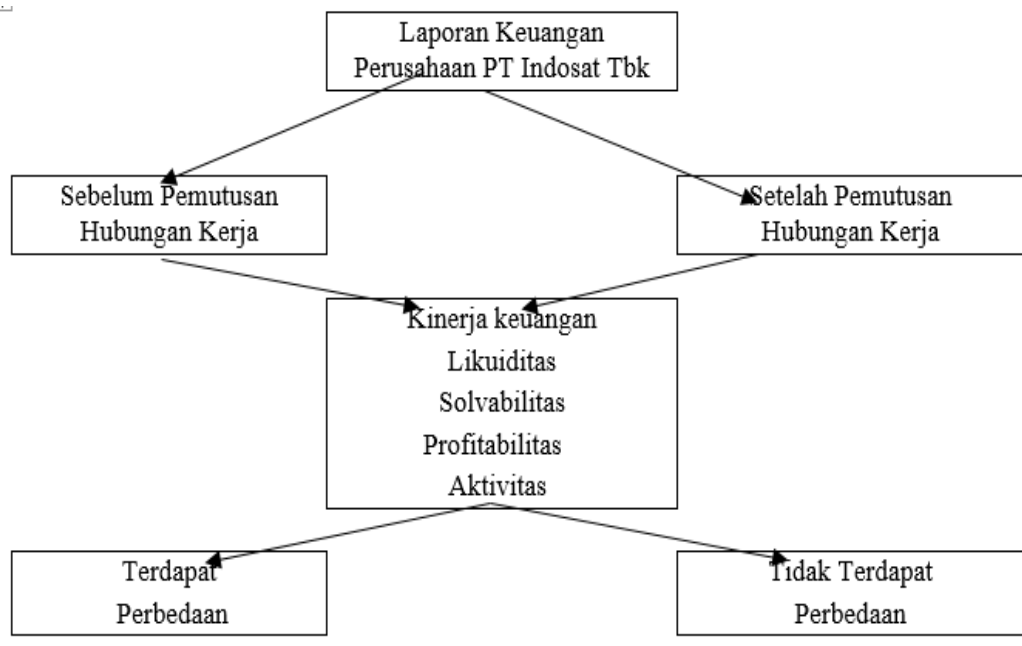 Laporan Keuangan
Perusahaan PT Indosat Tbk
Sebelum Pemutusan
Hubungan Kerja
Setelah Pemutusan
Hubungan Kerja
Kinerja keuangan
Likuiditas
Solvabilitas
Profitabilitas
Aktivitas
Terdapat
Perbedaan
Tidak Terdapat
Perbedaan